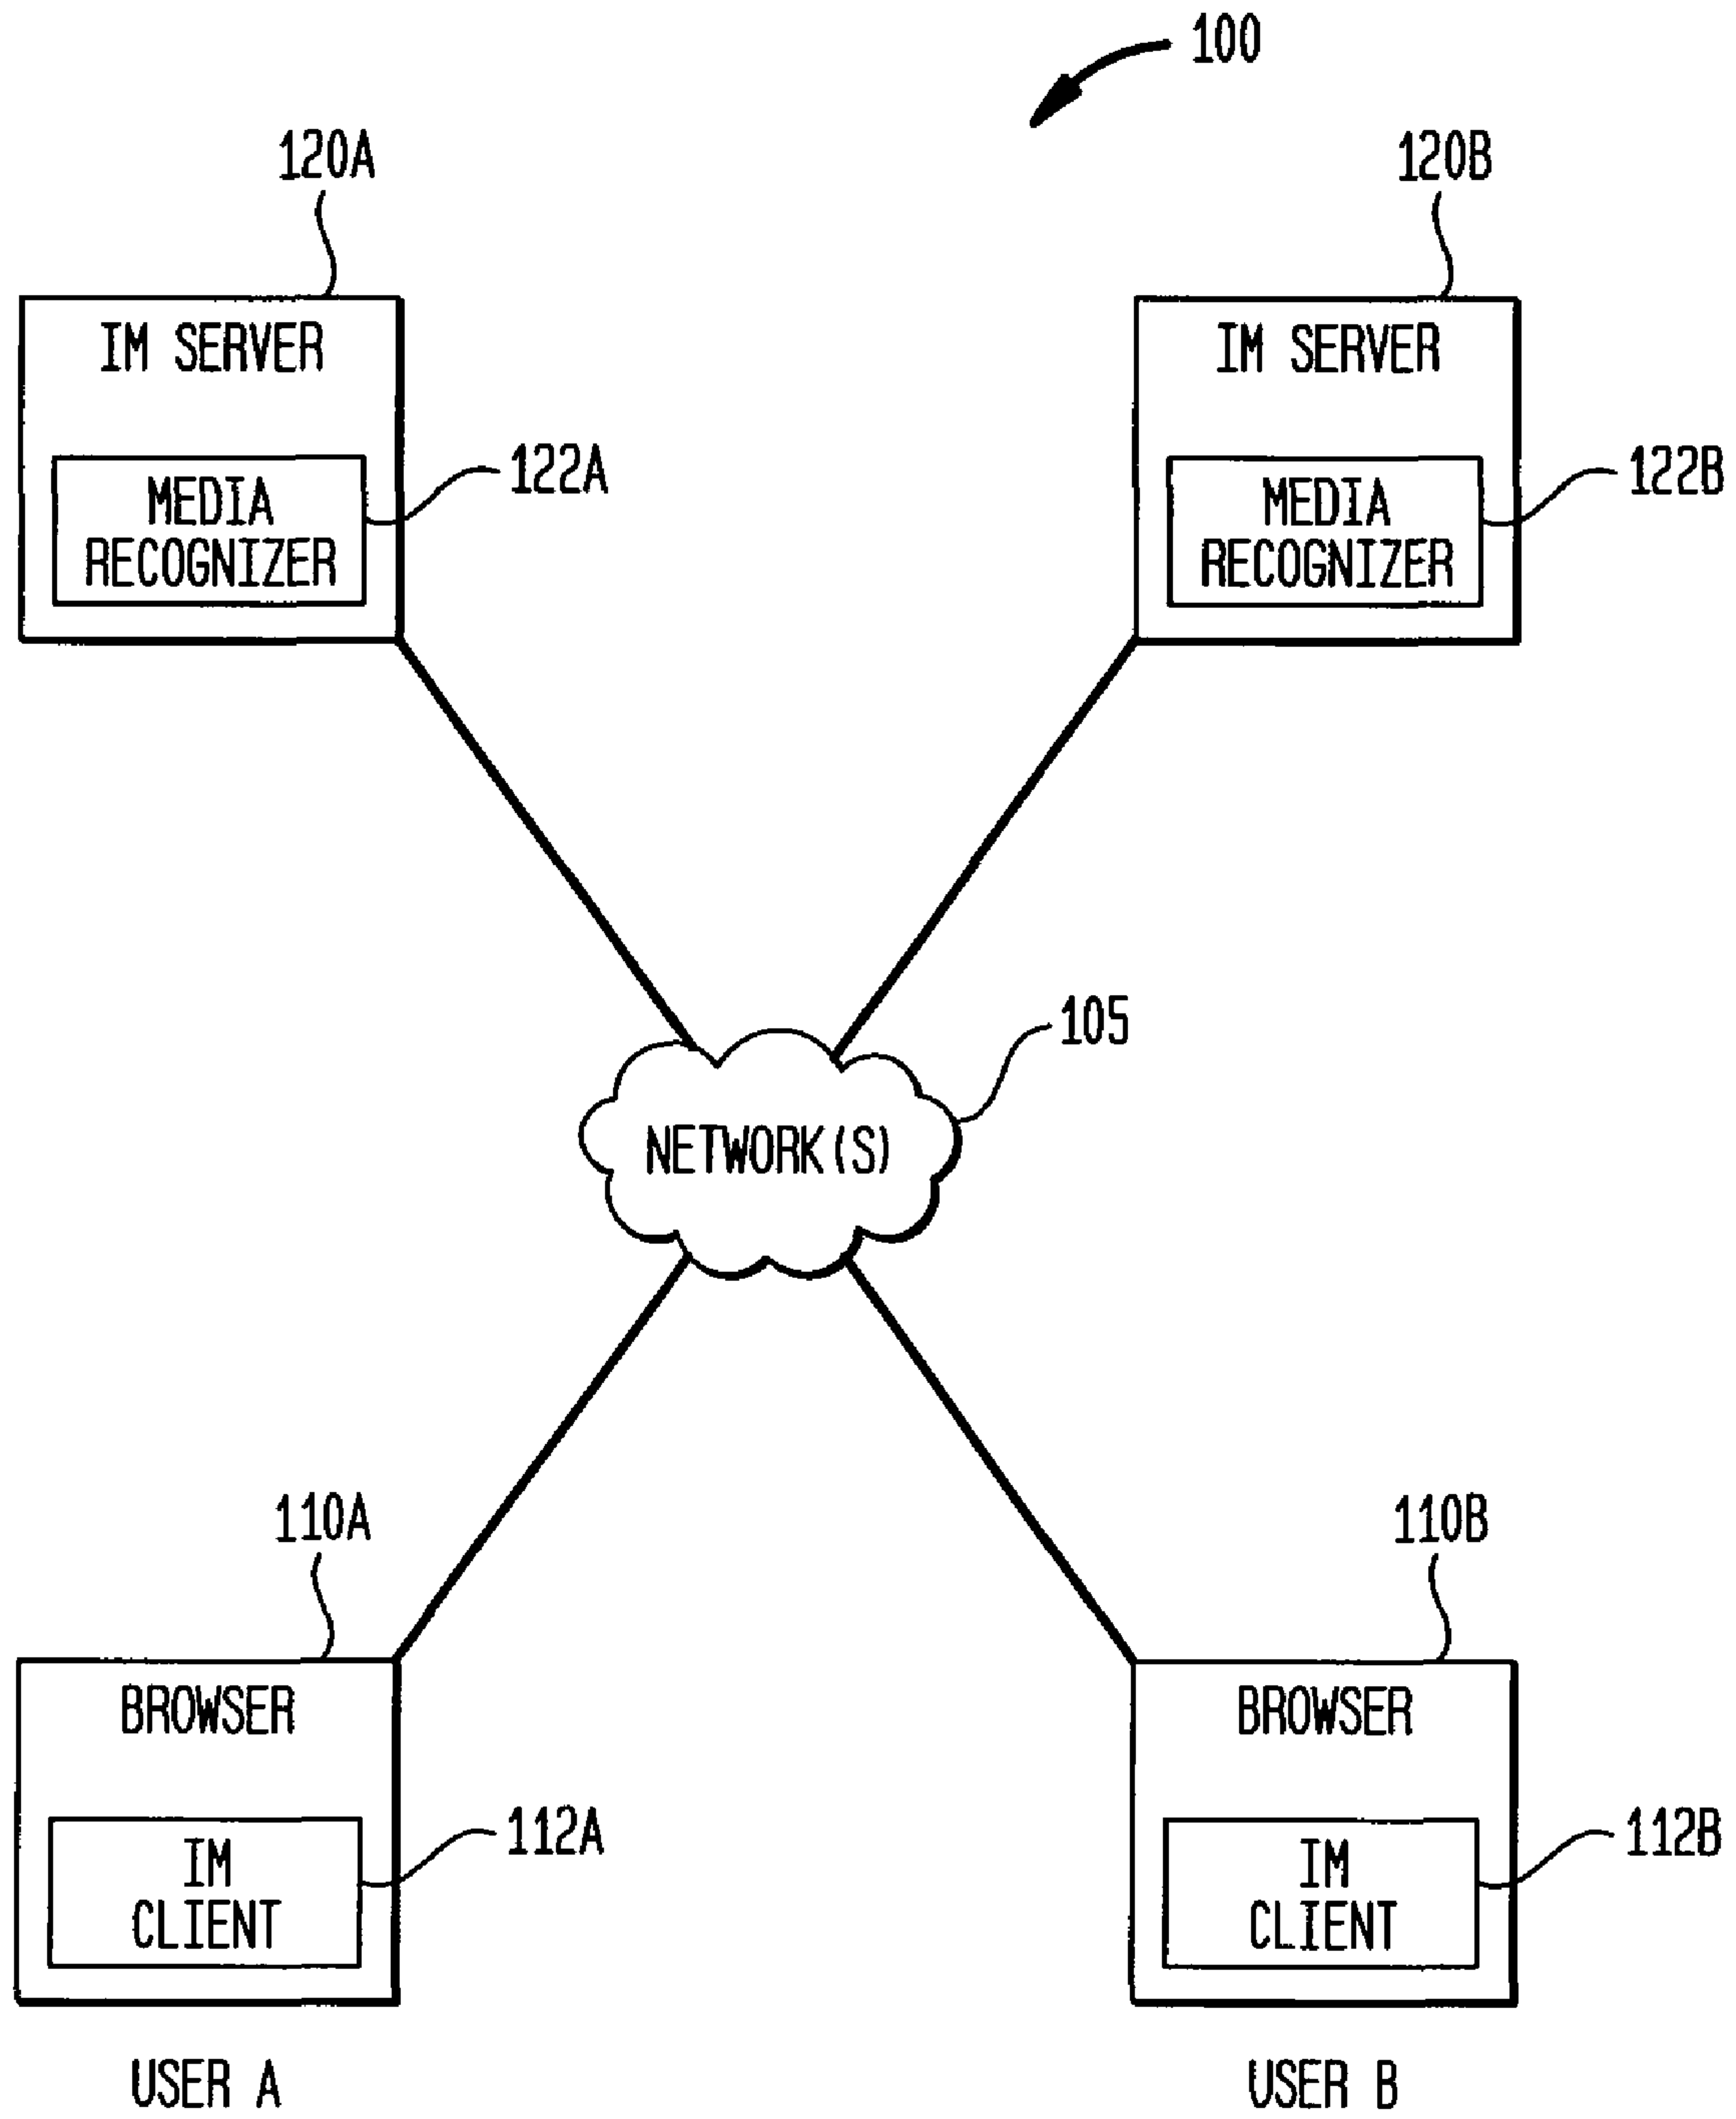 100
120A
120B
IM SERVER
IM SERVER
MEDIA
RECOGNIZER
122A
MEDIA
RECOGNIZER
122B
105
NETWORK(S)
110A
110B
BROWSER
BROWSER
IM
CLIENT
112A
IM
CLIENT
112B
USER A
USER B